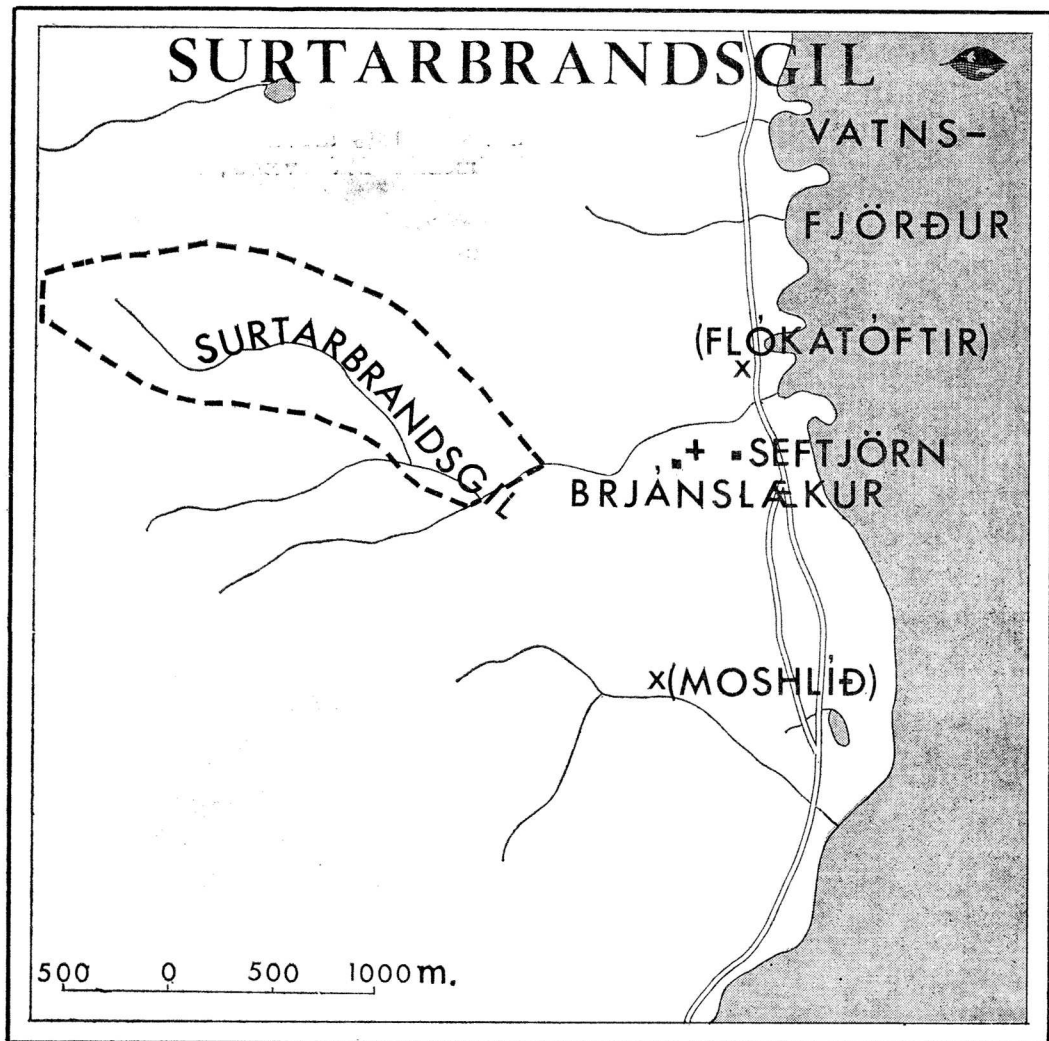 SURTARBRANDSGIL
VATNS-
FJÖRÐUR
(FLÓKATÓFTIR)
x
SURTARBRANDSGIL
SEFTJÖRN
BRJÁNSLÆKUR
x(MOSHLÍÐ)
500 0 500 1000 m.